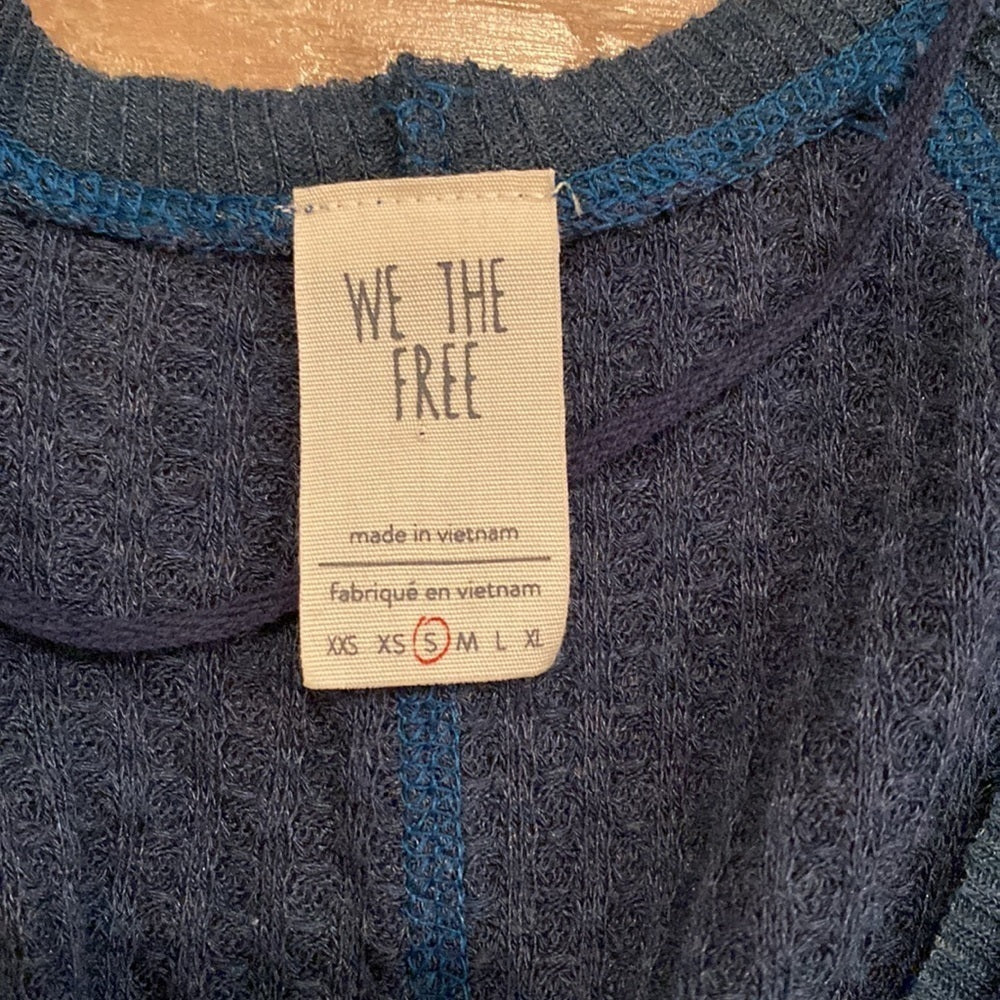 WE THE
FREE
made in vietnam
fabriqué en vietnam
XXS XS S M L XL